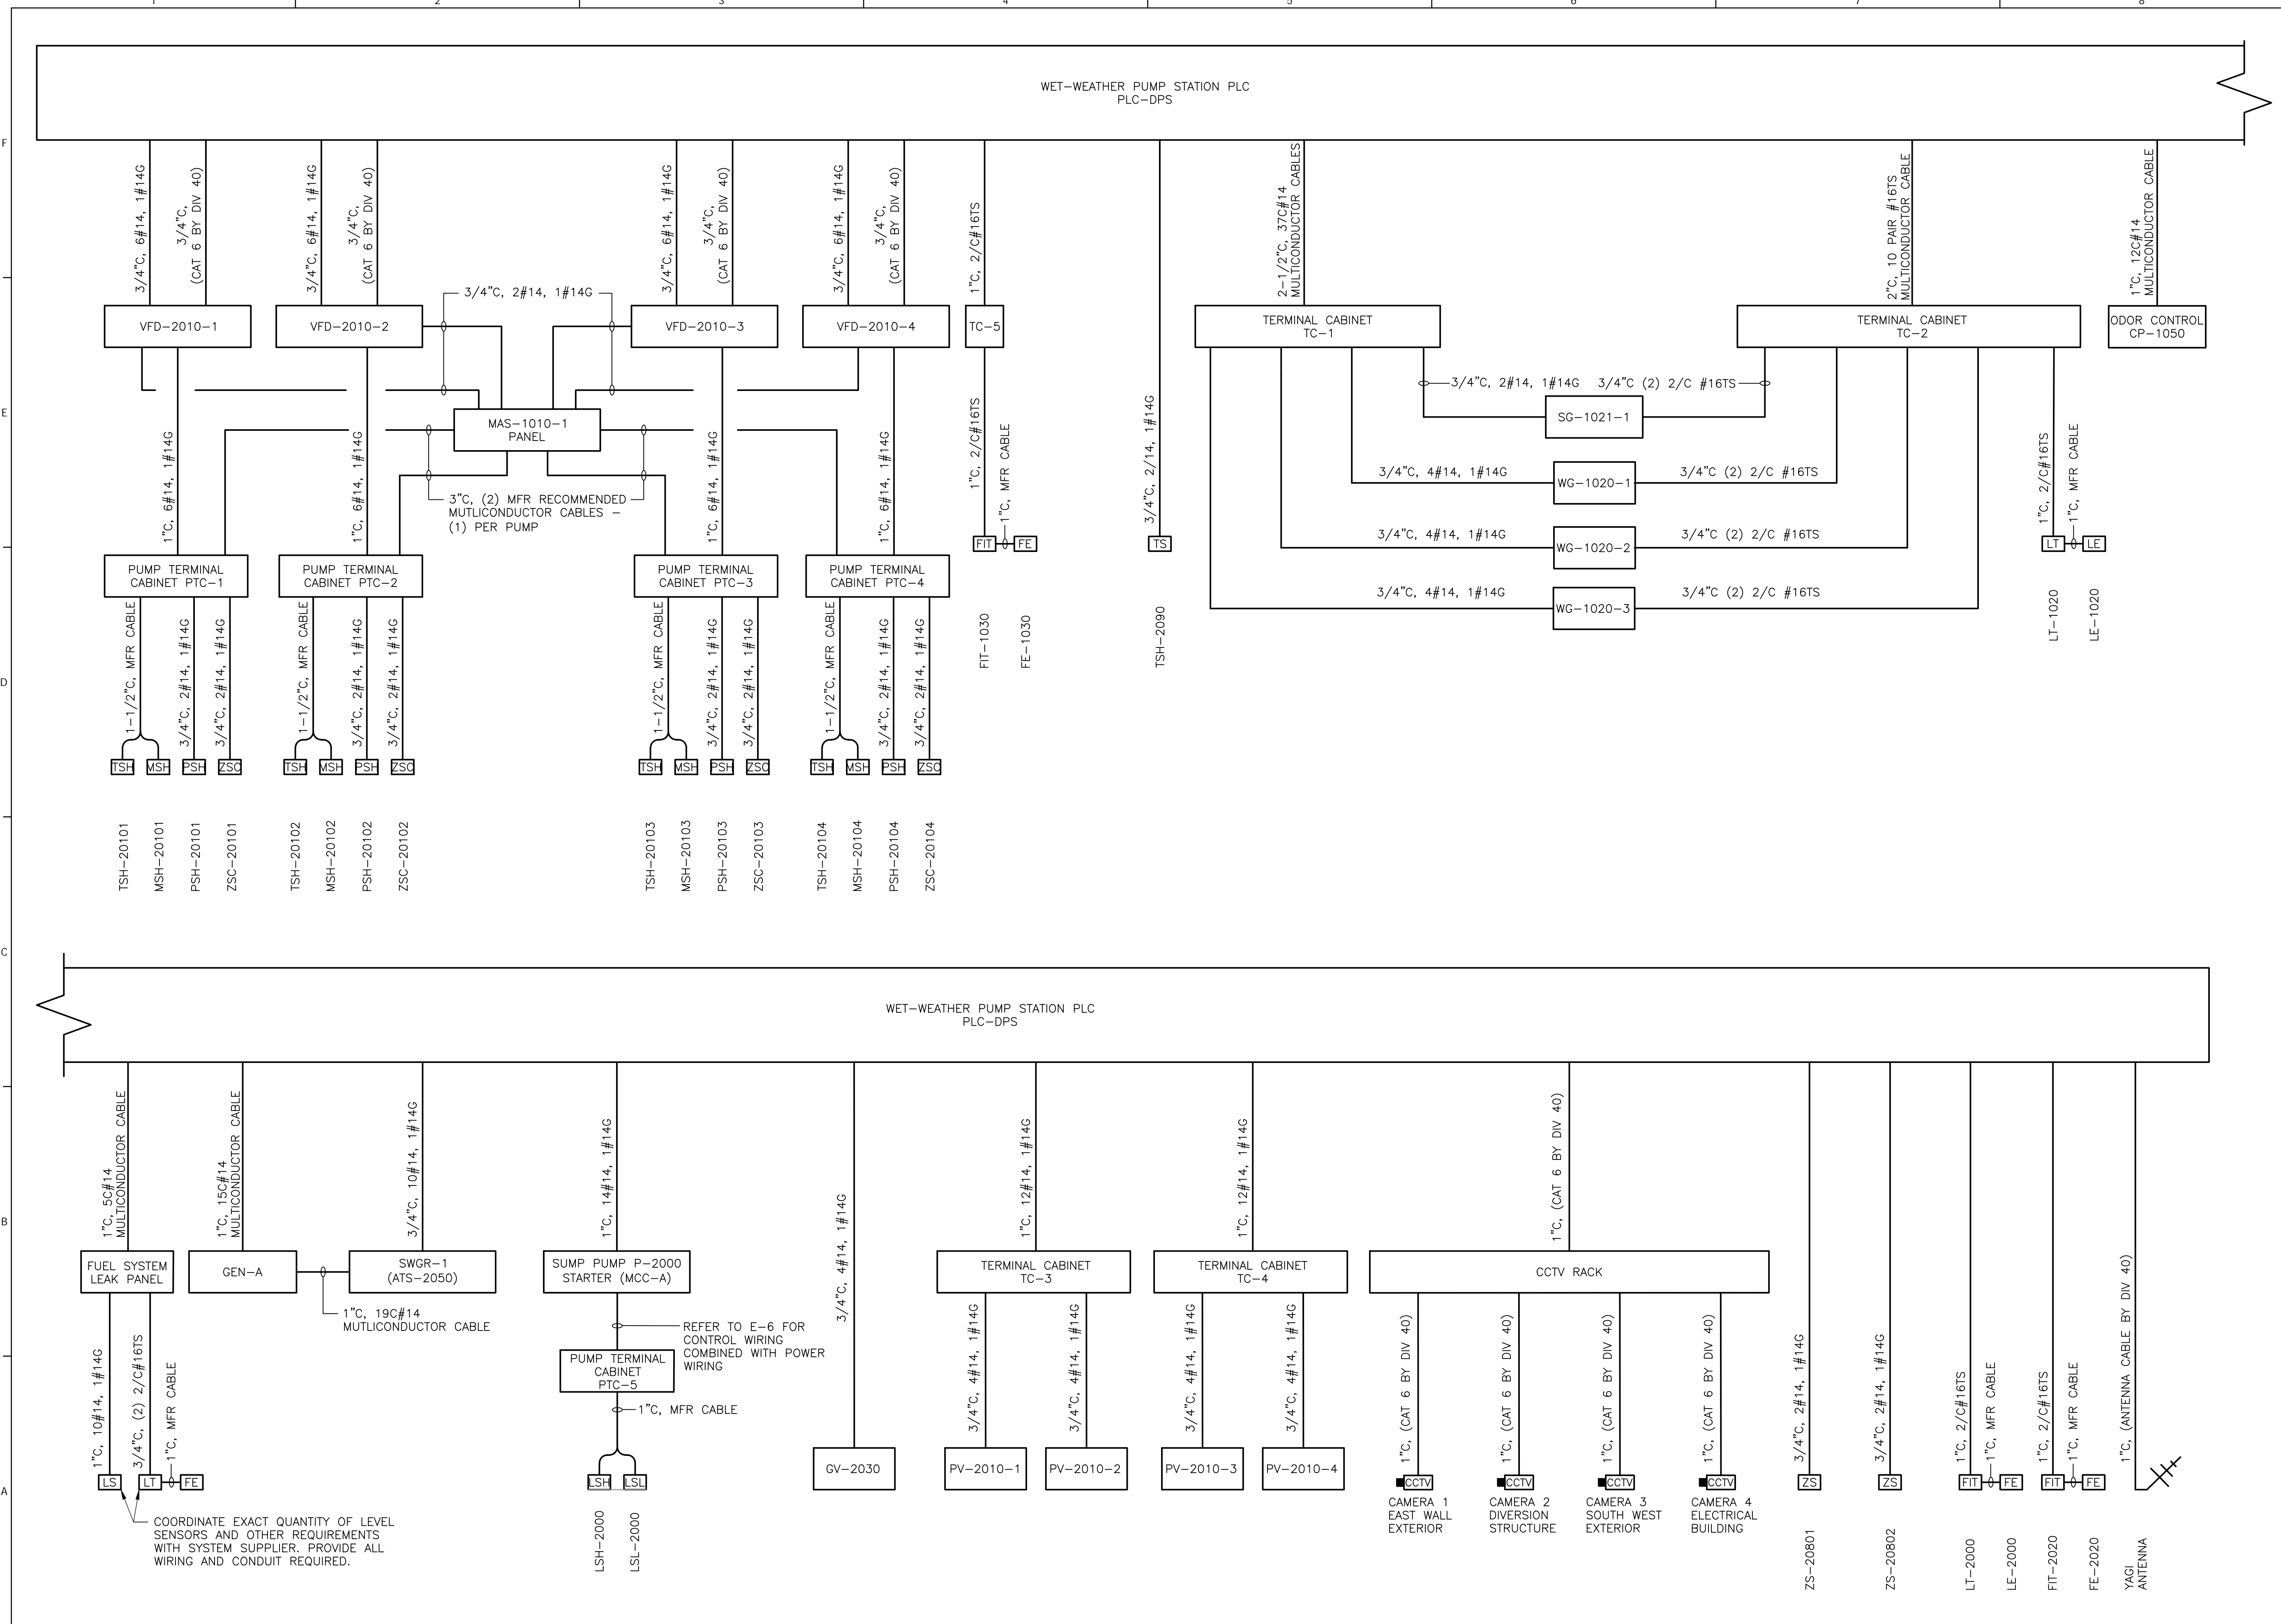 1
2
3
4
5
6
7
8
F
E
D
C
B
A
WET-WEATHER PUMP STATION PLC
PLC-DPS
3/4"C, 6#14, 1#14G
3/4"C,
(CAT 6 BY DIV 40)
3/4"C, 6#14, 1#14G
3/4"C,
(CAT 6 BY DIV 40)
3/4"C, 6#14, 1#14G
3/4"C,
(CAT 6 BY DIV 40)
3/4"C, 6#14, 1#14G
3/4"C,
(CAT 6 BY DIV 40)
1"C, 2/C#16TS
3/4"C, 2/14, 1#14G
2-1/2"C, 37C#14
MULTICONDUCTOR CABLES
2"C, 10 PAIR #16TS
MULTICONDUCTOR CABLE
1"C, 12C#14
MULTICONDUCTOR CABLE
3/4"C, 2#14, 1#14G
VFD-2010-1
VFD-2010-2
VFD-2010-3
VFD-2010-4
TC-5
TERMINAL CABINET
TC-1
TERMINAL CABINET
TC-2
ODOR CONTROL
CP-1050
MAS-1010-1
PANEL
1"C, 6#14, 1#14G
1"C, 6#14, 1#14G
1"C, 6#14, 1#14G
1"C, 6#14, 1#14G
3"C, (2) MFR RECOMMENDED
MUTLICONDUCTOR CABLES -
(1) PER PUMP
1"C, 2/C#16TS
1"C, MFR CABLE
FIT
FE
TS
FIT-1030
FE-1030
TSH-2090
3/4"C, 2#14, 1#14G
3/4"C (2) 2/C #16TS
SG-1021-1
3/4"C, 4#14, 1#14G
WG-1020-1
3/4"C (2) 2/C #16TS
3/4"C, 4#14, 1#14G
WG-1020-2
3/4"C (2) 2/C #16TS
3/4"C, 4#14, 1#14G
WG-1020-3
3/4"C (2) 2/C #16TS
1"C, 2/C#16TS
1"C, MFR CABLE
LT
LE
LT-1020
LE-1020
PUMP TERMINAL
CABINET PTC-1
PUMP TERMINAL
CABINET PTC-2
PUMP TERMINAL
CABINET PTC-3
PUMP TERMINAL
CABINET PTC-4
1-1/2"C, MFR CABLE
3/4"C, 2#14, 1#14G
3/4"C, 2#14, 1#14G
1-1/2"C, MFR CABLE
3/4"C, 2#14, 1#14G
3/4"C, 2#14, 1#14G
1-1/2"C, MFR CABLE
3/4"C, 2#14, 1#14G
3/4"C, 2#14, 1#14G
1-1/2"C, MFR CABLE
3/4"C, 2#14, 1#14G
3/4"C, 2#14, 1#14G
TSH
MSH
PSH
ZSC
TSH
MSH
PSH
ZSC
TSH
MSH
PSH
ZSC
TSH
MSH
PSH
ZSC
TSH-20101
MSH-20101
PSH-20101
ZSC-20101
TSH-20102
MSH-20102
PSH-20102
ZSC-20102
TSH-20103
MSH-20103
PSH-20103
ZSC-20103
TSH-20104
MSH-20104
PSH-20104
ZSC-20104
WET-WEATHER PUMP STATION PLC
PLC-DPS
1"C, 5C#14
MULTICONDUCTOR CABLE
1"C, 15C#14
MULTICONDUCTOR CABLE
3/4"C, 10#14, 1#14G
1"C, 14#14, 1#14G
3/4"C, 4#14, 1#14G
1"C, 12#14, 1#14G
1"C, 12#14, 1#14G
1"C, (CAT 6 BY DIV 40)
3/4"C, 2#14, 1#14G
3/4"C, 2#14, 1#14G
1"C, 2/C#16TS
1"C, MFR CABLE
1"C, 2/C#16TS
1"C, MFR CABLE
1"C, (ANTENNA CABLE BY DIV 40)
FUEL SYSTEM
LEAK PANEL
GEN-A
SWGR-1
(ATS-2050)
SUMP PUMP P-2000
STARTER (MCC-A)
TERMINAL CABINET
TC-3
TERMINAL CABINET
TC-4
CCTV RACK
1"C, 19C#14
MUTLICONDUCTOR CABLE
REFER TO E-6 FOR
CONTROL WIRING
COMBINED WITH POWER
WIRING
PUMP TERMINAL
CABINET
PTC-5
1"C, MFR CABLE
1"C, 10#14, 1#14G
3/4"C, (2) 2/C#16TS
1"C, MFR CABLE
3/4"C, 4#14, 1#14G
3/4"C, 4#14, 1#14G
3/4"C, 4#14, 1#14G
3/4"C, 4#14, 1#14G
1"C, (CAT 6 BY DIV 40)
1"C, (CAT 6 BY DIV 40)
1"C, (CAT 6 BY DIV 40)
1"C, (CAT 6 BY DIV 40)
LS
LT
FE
LSH
LSL
GV-2030
PV-2010-1
PV-2010-2
PV-2010-3
PV-2010-4
CCTV
CCTV
CCTV
CCTV
ZS
ZS
FIT
FE
FIT
FE
COORDINATE EXACT QUANTITY OF LEVEL
SENSORS AND OTHER REQUIREMENTS
WITH SYSTEM SUPPLIER. PROVIDE ALL
WIRING AND CONDUIT REQUIRED.
LSH-2000
LSL-2000
CAMERA 1
EAST WALL
EXTERIOR
CAMERA 2
DIVERSION
STRUCTURE
CAMERA 3
SOUTH WEST
EXTERIOR
CAMERA 4
ELECTRICAL
BUILDING
ZS-20801
ZS-20802
LT-2000
LE-2000
FIT-2020
FE-2020
YAGI
ANTENNA